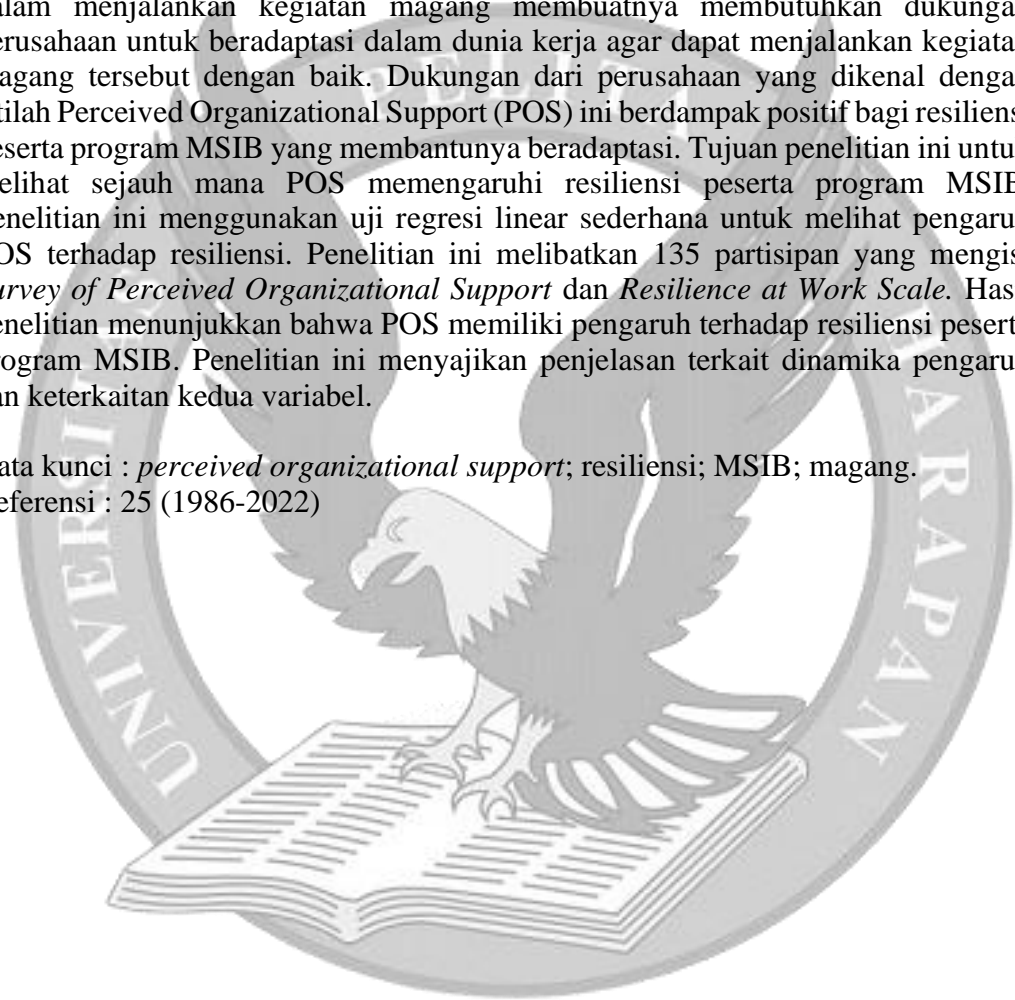 alam menjalankan kegiatan magang membuatnya membutuhkan dukunga
erusahaan untuk beradaptasi dalam dunia kerja agar dapat menjalankan kegiata
agang tersebut dengan baik. Dukungan dari perusahaan yang dikenal denga
tilah Perceived Organizational Support (POS) ini berdampak positif bagi resiliens
eserta program MSIB yang membantunya beradaptasi. Tujuan penelitian ini untu
elihat sejauh mana POS memengaruhi resiliensi peserta program MSIB
enelitian ini menggunakan uji regresi linear sederhana untuk melihat pengaru
OS terhadap resiliensi. Penelitian ini melibatkan 135 partisipan yang mengis
urvey of Perceived Organizational Support dan Resilience at Work Scale. Has
enelitian menunjukkan bahwa POS memiliki pengaruh terhadap resiliensi pesert
rogram MSIB. Penelitian ini menyajikan penjelasan terkait dinamika pengaru
an keterkaitan kedua variabel.
ata kunci : perceived organizational support; resiliensi; MSIB; magang.
eferensi : 25 (1986-2022)
UNIVERSIT
PELITA
HARAPAN